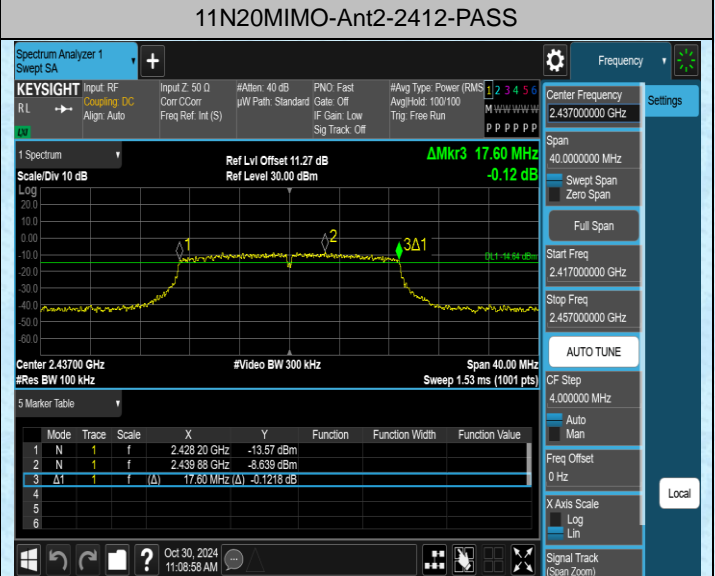 11N20MIMO-Ant2-2412-PASS
Spectrum Analyzer 1
Swept SA
Frequency
KEYSIGHT
RL
LXI
Input: RF
Coupling: DC
Align: Auto
Input Z: 50 Ω
Corr CCorr
Freq Ref: Int (S)
#Atten: 40 dB
µW Path: Standard
PNO: Fast
Gate: Off
IF Gain: Low
Sig Track: Off
#Avg Type: Power (RMS
Avg|Hold: 100/100
Trig: Free Run
1 2 3 4 5 6
M W W W W W
P P P P P P
1 Spectrum
Scale/Div 10 dB
Ref Lvl Offset 11.27 dB
Ref Level 30.00 dBm
ΔMkr3 17.60 MHz
-0.12 dB
Log
20.0
10.0
0.00
-10.0
-20.0
-30.0
-40.0
-50.0
-60.0
1
2
3Δ1
DL1 -14.64 dBm
Center 2.43700 GHz
#Video BW 300 kHz
Span 40.00 MHz
#Res BW 100 kHz
Sweep 1.53 ms (1001 pts)
5 Marker Table
Mode Trace Scale X Y Function Function Width Function Value
1 N 1 f 2.428 20 GHz -13.57 dBm
2 N 1 f 2.439 88 GHz -8.639 dBm
3 Δ1 1 f (Δ) 17.60 MHz (Δ) -0.1218 dB
4
5
6
?
Oct 30, 2024
11:08:58 AM
Center Frequency
2.437000000 GHz
Span
40.0000000 MHz
Swept Span
Zero Span
Full Span
Start Freq
2.417000000 GHz
Stop Freq
2.457000000 GHz
AUTO TUNE
CF Step
4.000000 MHz
Auto
Man
Freq Offset
0 Hz
X Axis Scale
Log
Lin
Signal Track
(Span Zoom)
Settings
Local